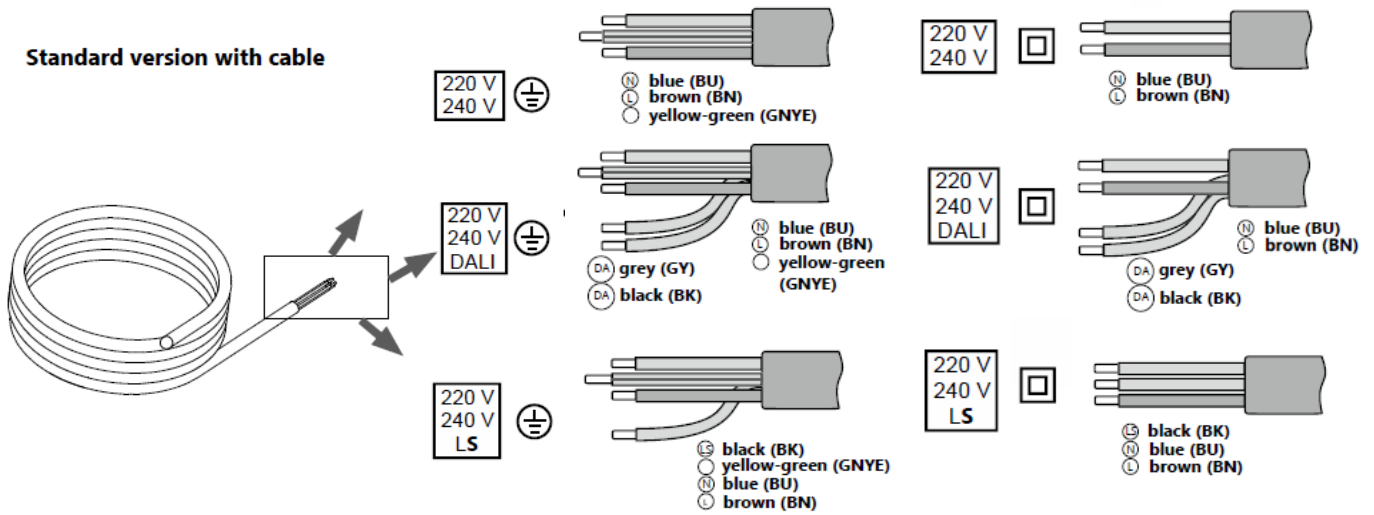 Standard version with cable
220 V
240 V
N blue (BU)
L brown (BN)
yellow-green (GNYE)
220 V
240 V
N blue (BU)
L brown (BN)
220 V
240 V
DALI
N blue (BU)
L brown (BN)
yellow-green
(GNYE)
DA grey (GY)
DA black (BK)
220 V
240 V
DALI
N blue (BU)
L brown (BN)
DA grey (GY)
DA black (BK)
220 V
240 V
LS
LS black (BK)
yellow-green (GNYE)
N blue (BU)
L brown (BN)
220 V
240 V
LS
LS black (BK)
N blue (BU)
L brown (BN)